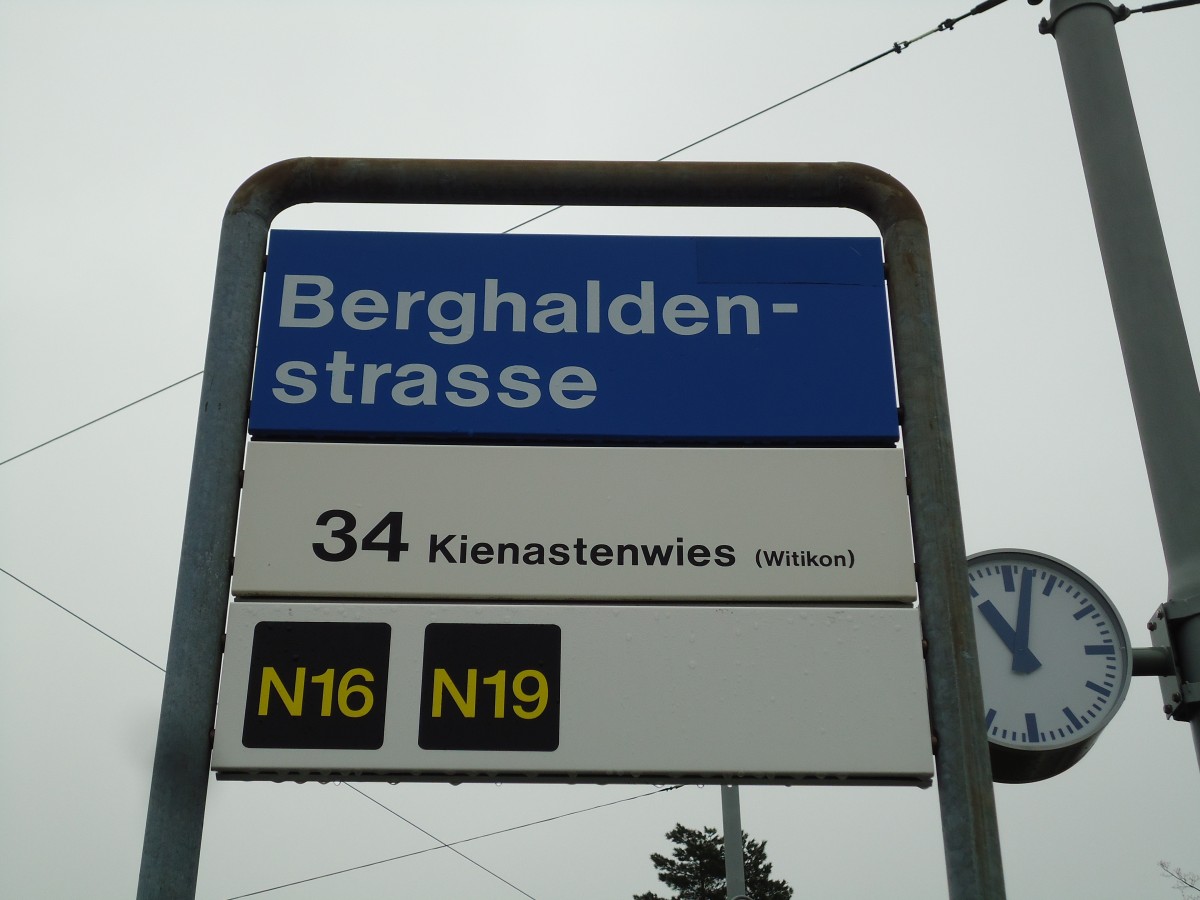 Berghalden-
strasse
34 Kienastenwies (Witikon)
N16 N19